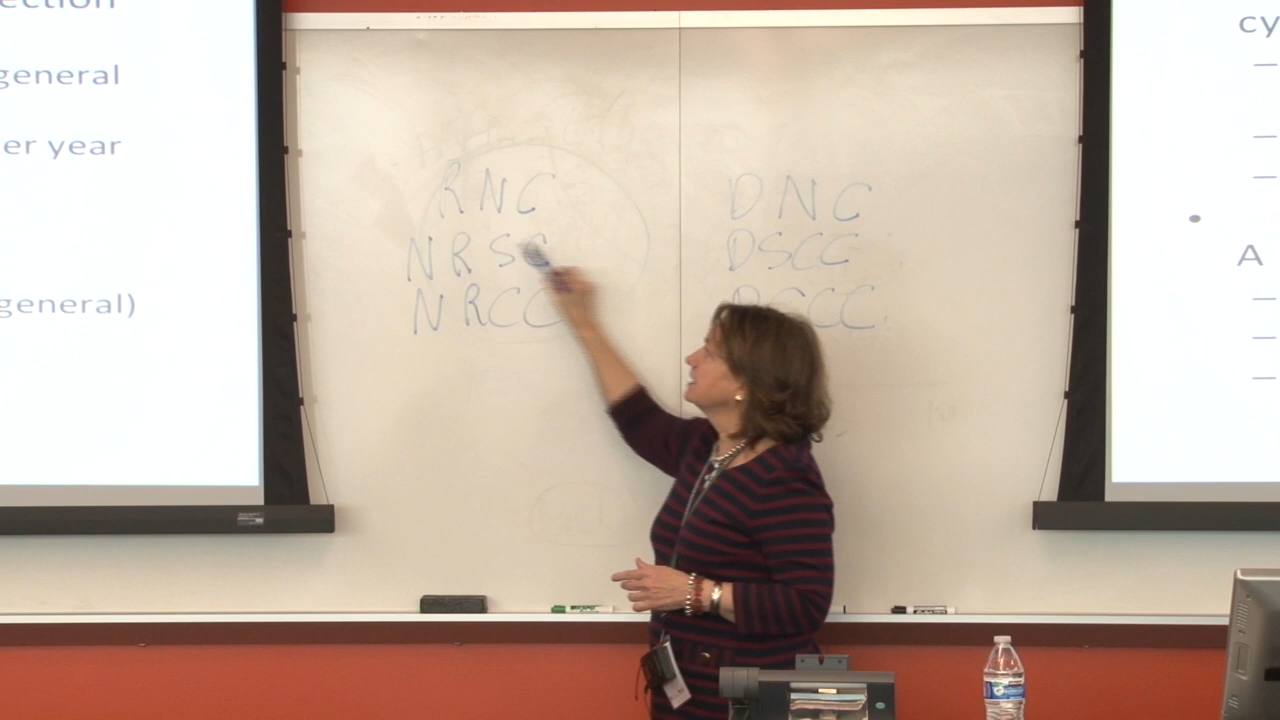 ection
general
er year
general)
RNC
NRSC
NRCC
DNC
DSCC
DCCC
cy
A